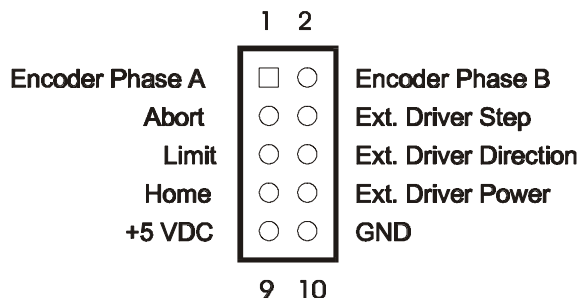 1 2
Encoder Phase A Encoder Phase B
Abort Ext. Driver Step
Limit Ext. Driver Direction
Home Ext. Driver Power
+5 VDC GND
9 10